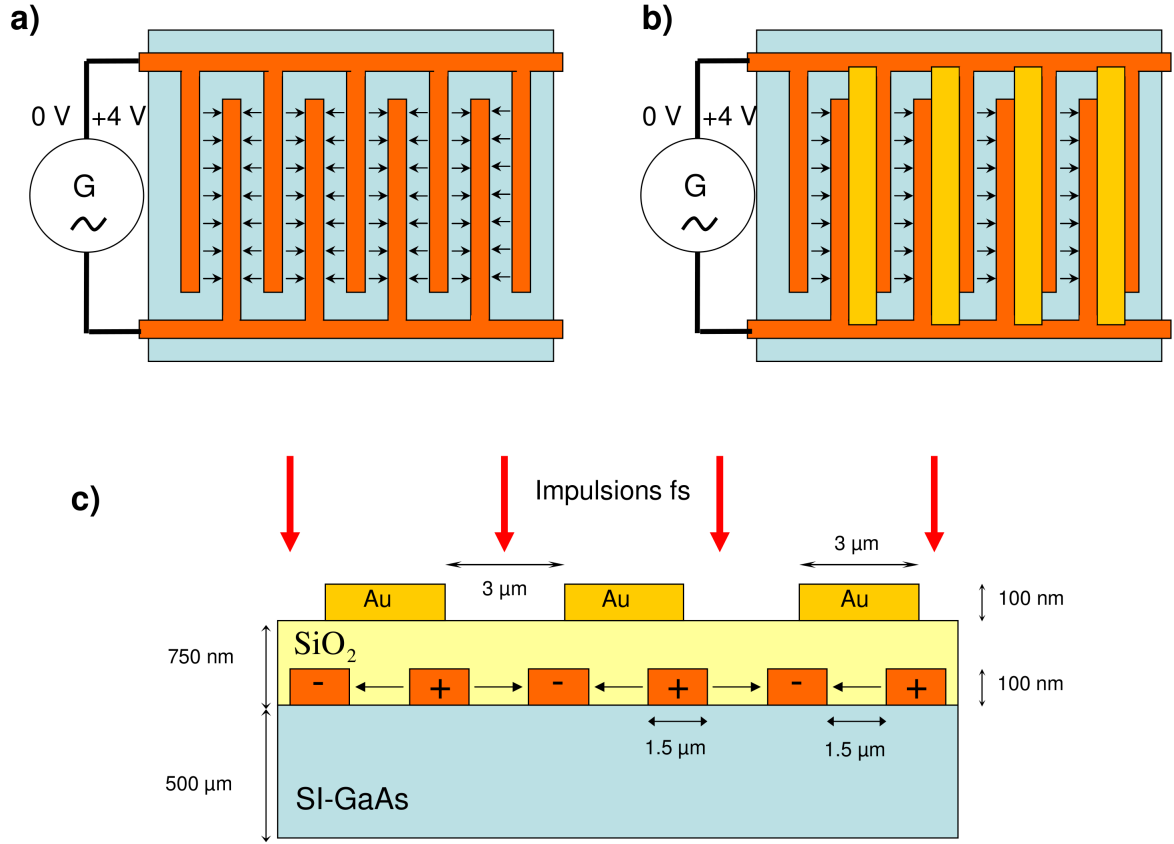 a)
b)
0 V
+4 V
G
0 V
+4 V
G
c)
Impulsions fs
3 µm
3 µm
Au
Au
Au
100 nm
SiO2
750 nm
-
+
-
+
-
+
100 nm
1.5 µm
1.5 µm
500 µm
SI-GaAs